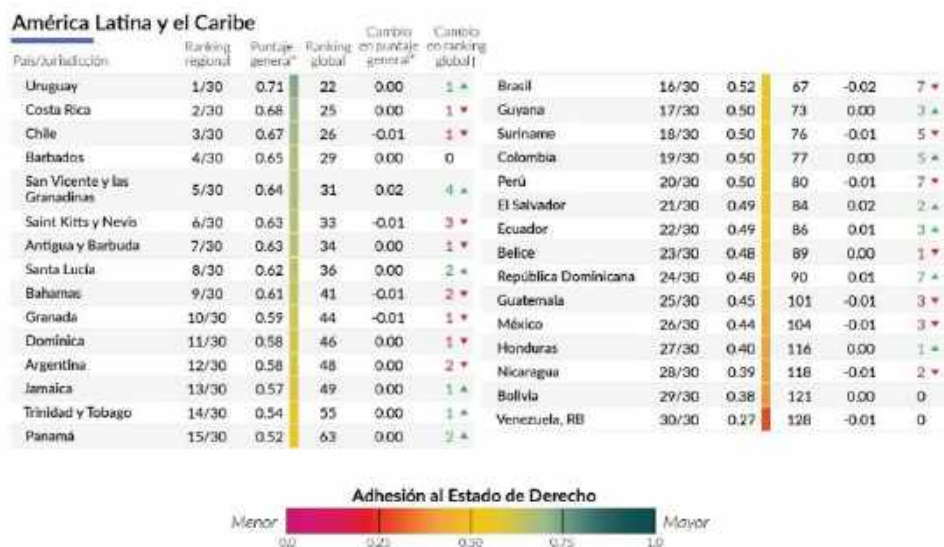 América Latina y el Caribe
País/Jurisdicción Ranking regional Puntaje general* Ranking global Cambio en puntaje general* Cambio en ranking global†
Uruguay 1/30 0.71 22 0.00 1 ▲
Costa Rica 2/30 0.68 25 0.00 1 ▼
Chile 3/30 0.67 26 -0.01 1 ▼
Barbados 4/30 0.65 29 0.00 0
San Vicente y las Granadinas 5/30 0.64 31 0.02 4 ▲
Saint Kitts y Nevis 6/30 0.63 33 -0.01 3 ▼
Antigua y Barbuda 7/30 0.63 34 0.00 1 ▼
Santa Lucía 8/30 0.62 36 0.00 2 ▲
Bahamas 9/30 0.61 41 -0.01 2 ▼
Granada 10/30 0.59 44 -0.01 1 ▼
Dominica 11/30 0.58 46 0.00 1 ▼
Argentina 12/30 0.58 48 0.00 2 ▼
Jamaica 13/30 0.57 49 0.00 1 ▲
Trinidad y Tobago 14/30 0.54 55 0.00 1 ▲
Panamá 15/30 0.52 63 0.00 2 ▲
Brasil 16/30 0.52 67 -0.02 7 ▼
Guyana 17/30 0.50 73 0.00 3 ▲
Suriname 18/30 0.50 76 -0.01 5 ▼
Colombia 19/30 0.50 77 0.00 5 ▲
Perú 20/30 0.50 80 -0.01 7 ▼
El Salvador 21/30 0.49 84 0.02 2 ▲
Ecuador 22/30 0.49 86 0.01 3 ▲
Belice 23/30 0.48 89 0.00 1 ▼
República Dominicana 24/30 0.48 90 0.01 7 ▲
Guatemala 25/30 0.45 101 -0.01 3 ▼
México 26/30 0.44 104 -0.01 3 ▼
Honduras 27/30 0.40 116 0.00 1 ▲
Nicaragua 28/30 0.39 118 -0.01 2 ▼
Bolivia 29/30 0.38 121 0.00 0
Venezuela, RB 30/30 0.27 128 -0.01 0
Adhesión al Estado de Derecho
Menor Mayor
0.0 0.25 0.50 0.75 1.0